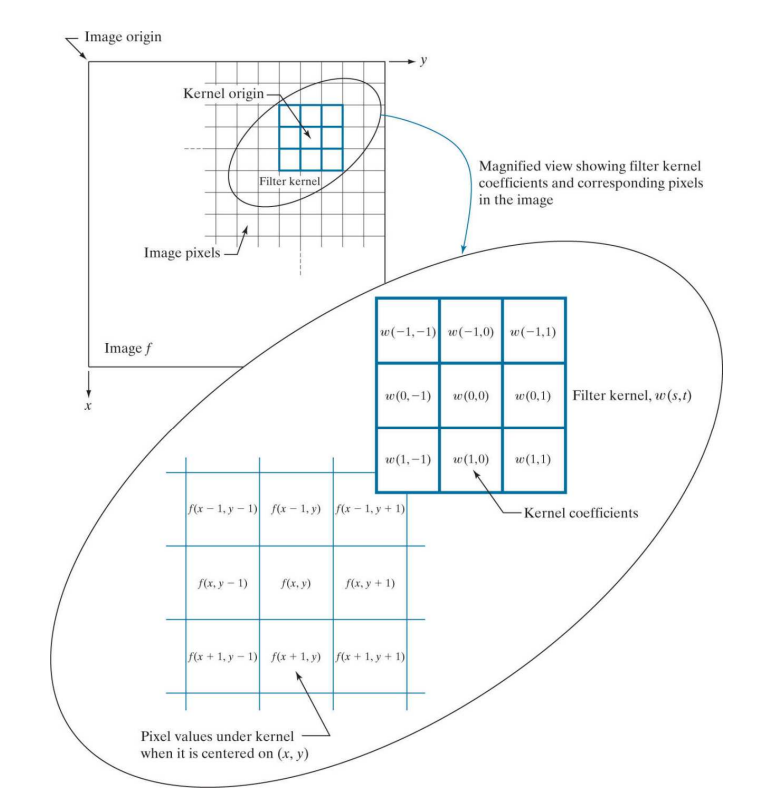 Image origin
y
Kernel origin
Magnified view showing filter kernel
coefficients and corresponding pixels
in the image
Filter kernel
Image pixels
Image f
x
w(−1,−1) w(−1,0) w(−1,1)
w(0,−1) w(0,0) w(0,1)
Filter kernel, w(s,t)
w(1,−1) w(1,0) w(1,1)
Kernel coefficients
f(x − 1, y − 1) f(x − 1, y) f(x − 1, y + 1)
f(x, y − 1) f(x, y) f(x, y + 1)
f(x + 1, y − 1) f(x + 1, y) f(x + 1, y + 1)
Pixel values under kernel
when it is centered on (x, y)